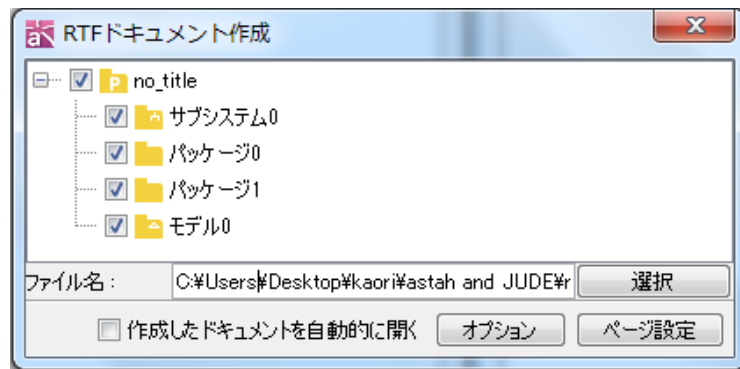 RTFドキュメント作成
no_title
サブシステム0
パッケージ0
パッケージ1
モデル0
ファイル名： C:¥Users¥Desktop¥kaori¥astah and JUDE¥r 選択
作成したドキュメントを自動的に開く オプション ページ設定